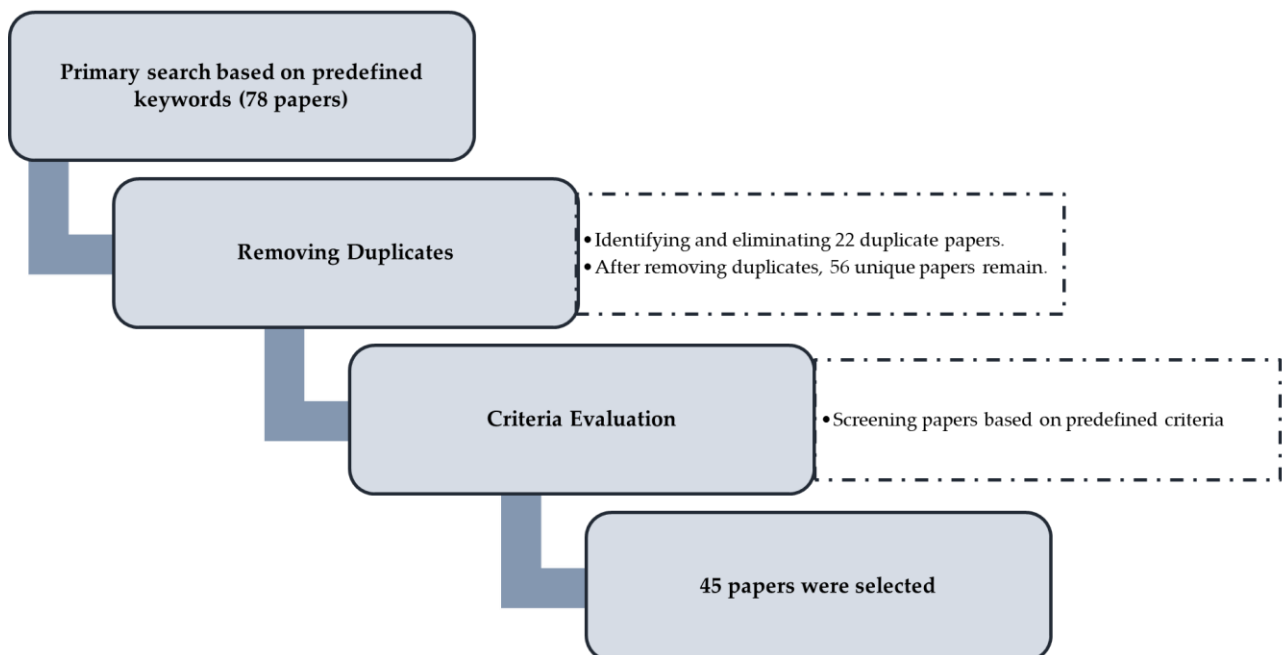 Primary search based on predefined
keywords (78 papers)
Removing Duplicates
•Identifying and eliminating 22 duplicate papers.
•After removing duplicates, 56 unique papers remain.
Criteria Evaluation
•Screening papers based on predefined criteria
45 papers were selected